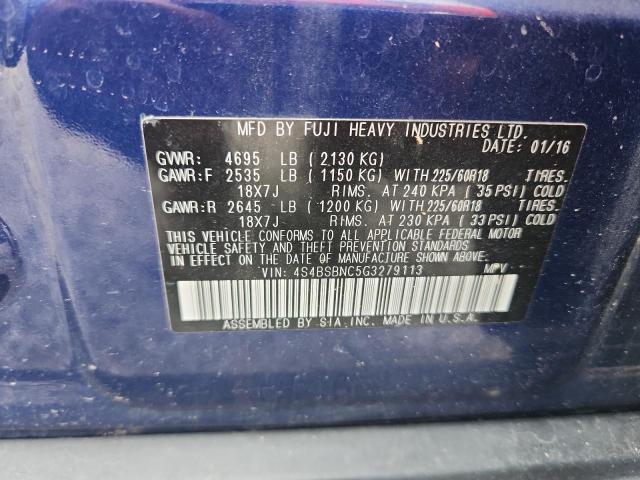 MFD BY FUJI HEAVY INDUSTRIES LTD.
DATE: 01/16
GVWR: 4695 LB (2130 KG)
GAWR:F 2535 LB (1150 KG) WITH 225/60R18 TIRES.
18X7J RIMS. AT 240 KPA (35 PSI) COLD
GAWR:R 2645 LB (1200 KG) WITH 225/60R18 TIRES.
18X7J RIMS. AT 230 KPA (33 PSI) COLD
THIS VEHICLE CONFORMS TO ALL APPLICABLE FEDERAL MOTOR
VEHICLE SAFETY AND THEFT PREVENTION STANDARDS
IN EFFECT ON THE DATE OF MANUFACTURE SHOWN ABOVE.
VIN: 4S4BSBNC5G3279113 MPV
ASSEMBLED BY SIA,INC. MADE IN U.S.A.